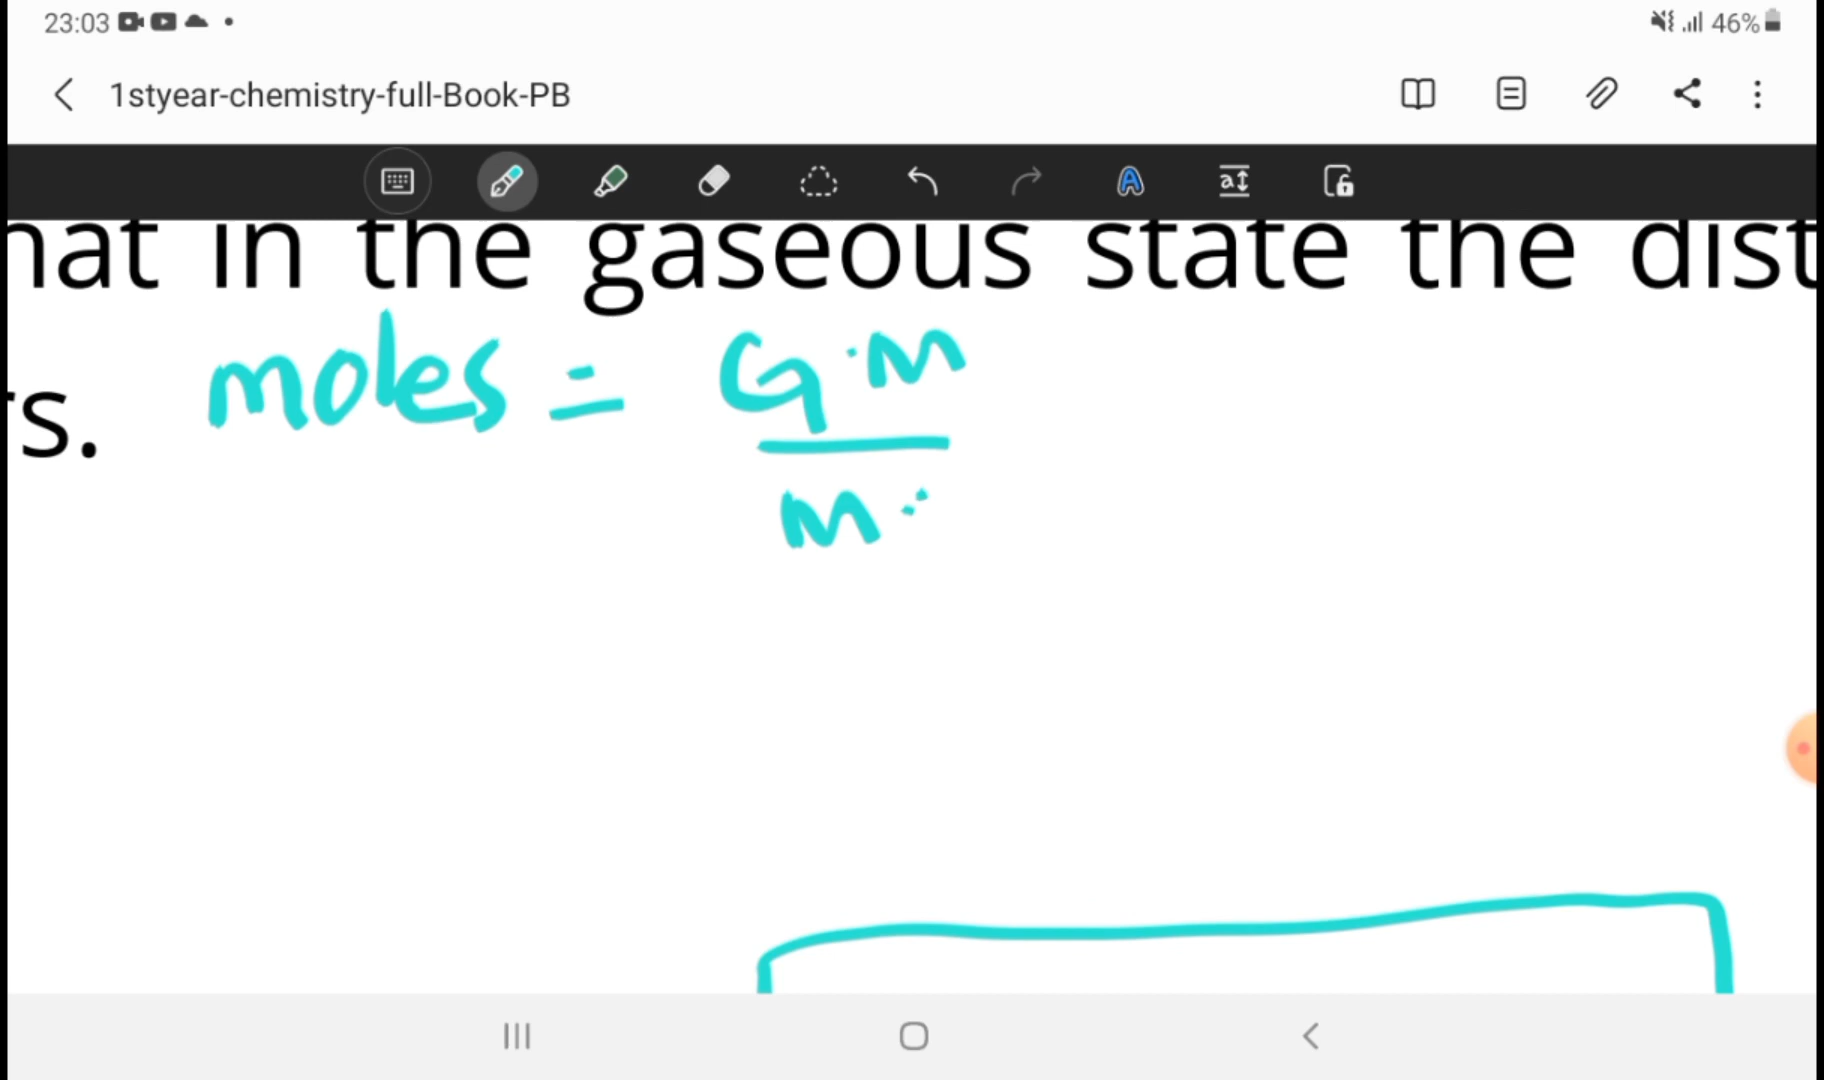 23:03 46%
1styear-chemistry-full-Book-PB
hat in the gaseous state the dist
moles = G.M
s.
M.